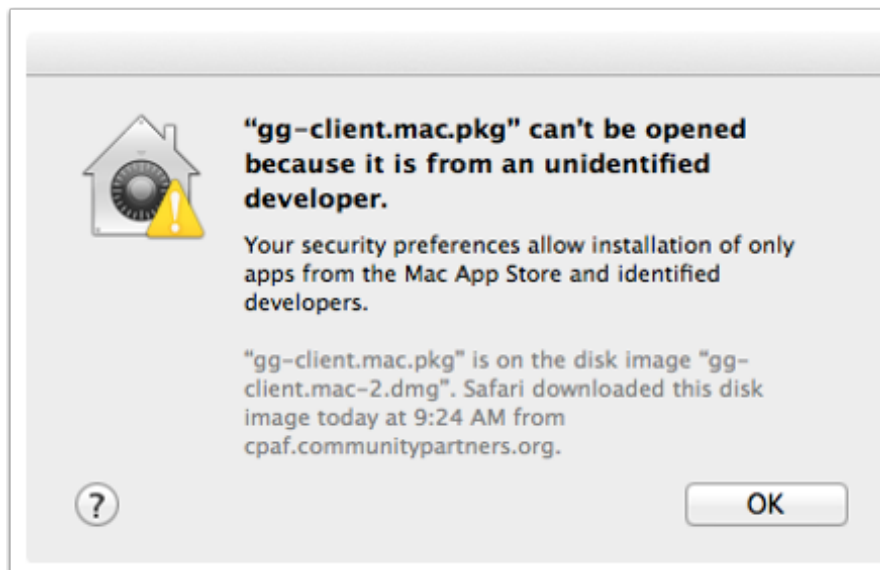 “gg-client.mac.pkg” can’t be opened
because it is from an unidentified
developer.
Your security preferences allow installation of only
apps from the Mac App Store and identified
developers.
“gg-client.mac.pkg” is on the disk image “gg-
client.mac-2.dmg”. Safari downloaded this disk
image today at 9:24 AM from
cpaf.communitypartners.org.
?
OK